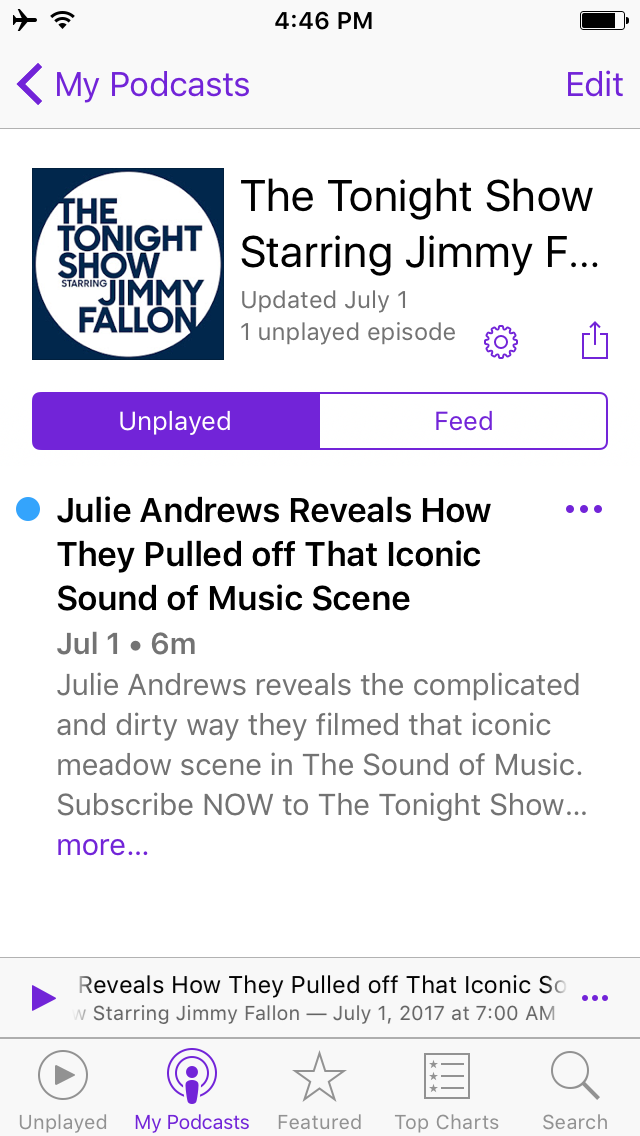 4:46 PM
My Podcasts
Edit
THE
TONIGHT
SHOW
STARRING JIMMY
FALLON
The Tonight Show
Starring Jimmy F...
Updated July 1
1 unplayed episode
Unplayed
Feed
Julie Andrews Reveals How
They Pulled off That Iconic
Sound of Music Scene
Jul 1 • 6m
Julie Andrews reveals the complicated
and dirty way they filmed that iconic
meadow scene in The Sound of Music.
Subscribe NOW to The Tonight Show...
more...
Reveals How They Pulled off That Iconic Sc
w Starring Jimmy Fallon — July 1, 2017 at 7:00 AM
Unplayed
My Podcasts
Featured
Top Charts
Search